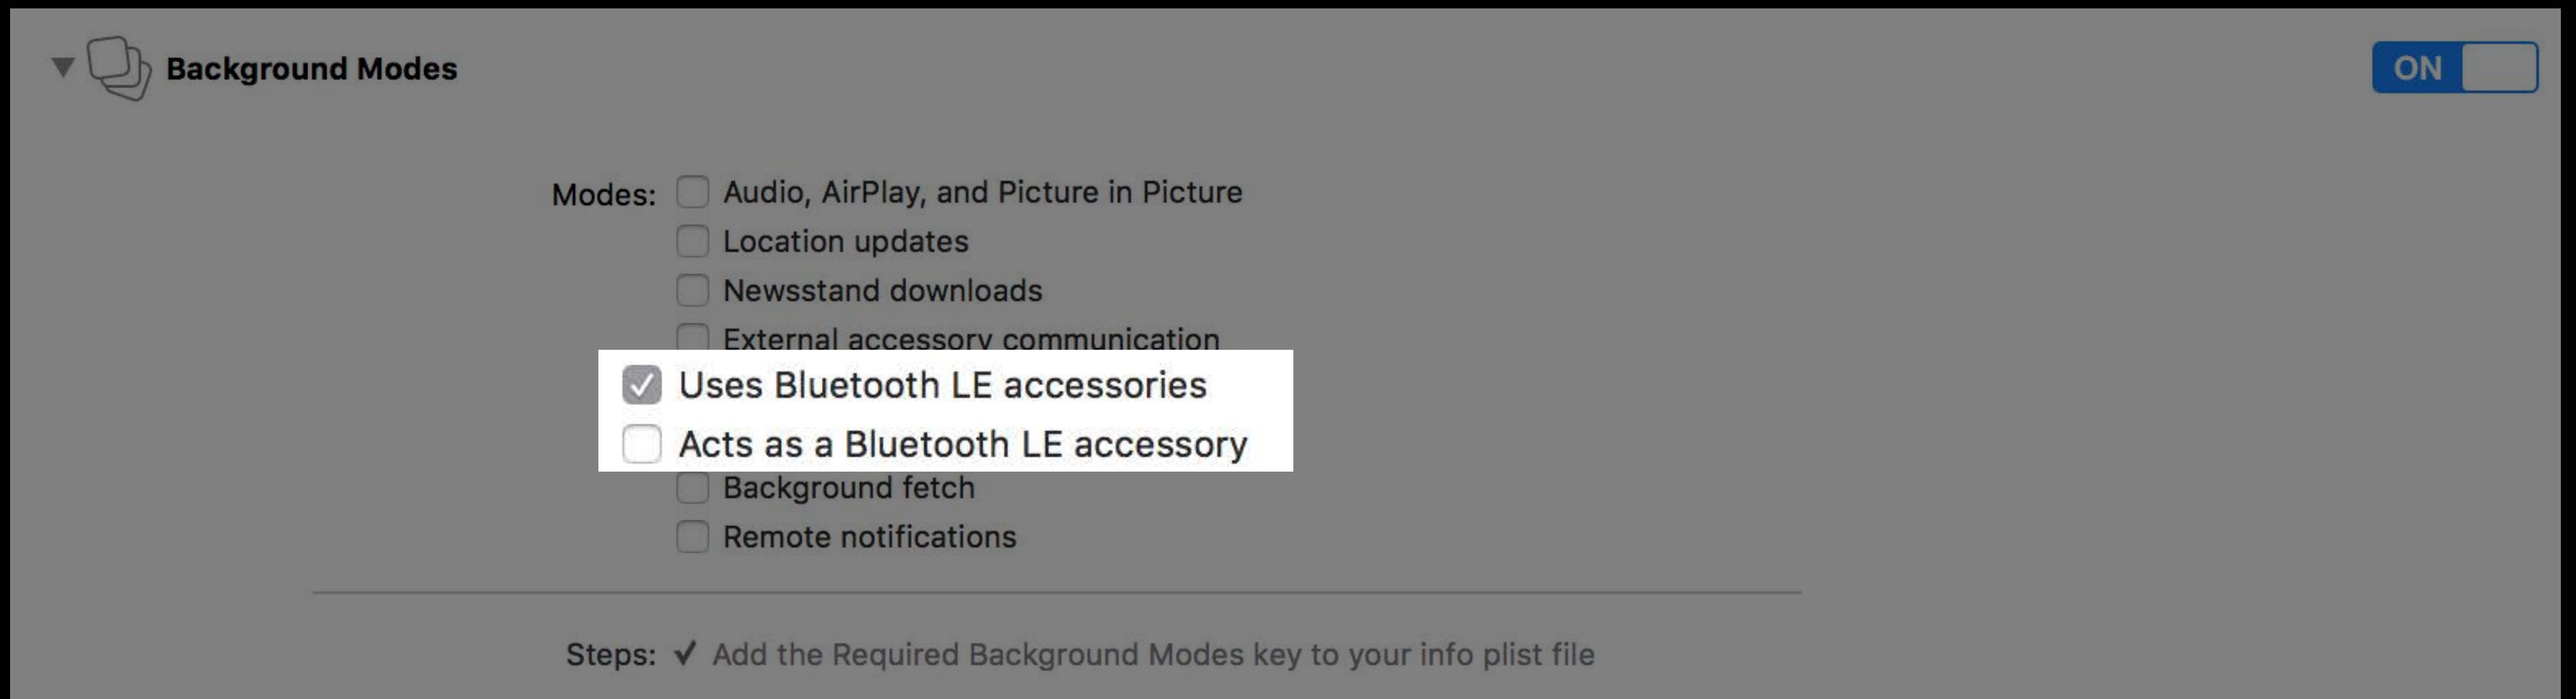 Background Modes
ON
Modes: Audio, AirPlay, and Picture in Picture
Location updates
Newsstand downloads
External accessory communication
Uses Bluetooth LE accessories
Acts as a Bluetooth LE accessory
Background fetch
Remote notifications
Steps: ✓ Add the Required Background Modes key to your info plist file